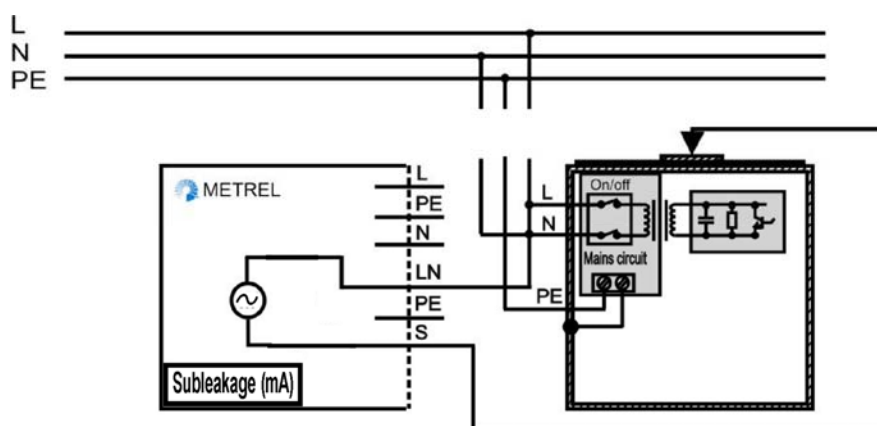 L
N
PE
METREL
L
PE
N
LN
PE
S
Subleakage (mA)
L
N
PE
On/off
Mains circuit